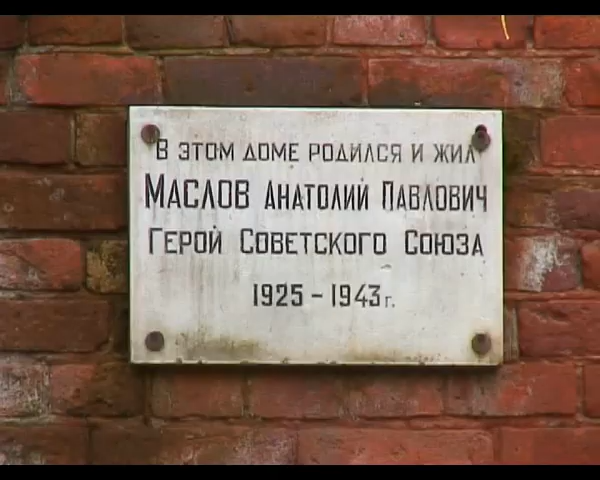 В ЭТОМ ДОМЕ РОДИЛСЯ И ЖИЛ
МАСЛОВ АНАТОЛИЙ ПАВЛОВИЧ
ГЕРОЙ СОВЕТСКОГО СОЮЗА
1925 – 1943 г.